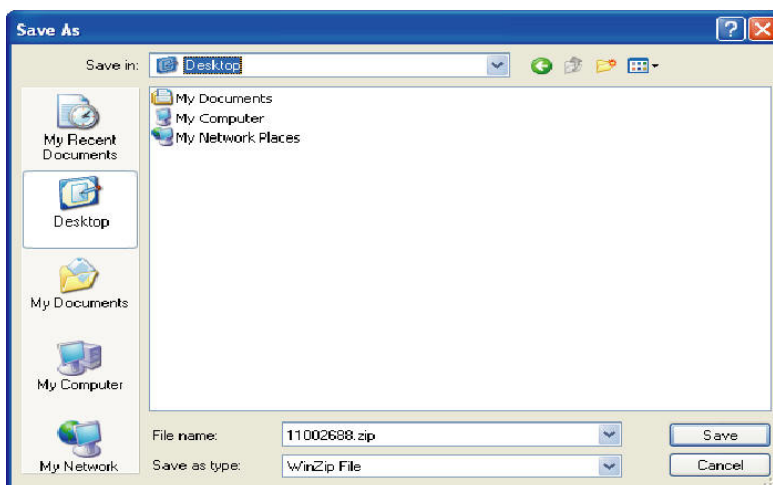 Save As
Save in: Desktop
My Recent Documents
Desktop
My Documents
My Computer
My Network
My Documents
My Computer
My Network Places
File name: 11002688.zip
Save
Save as type: WinZip File
Cancel